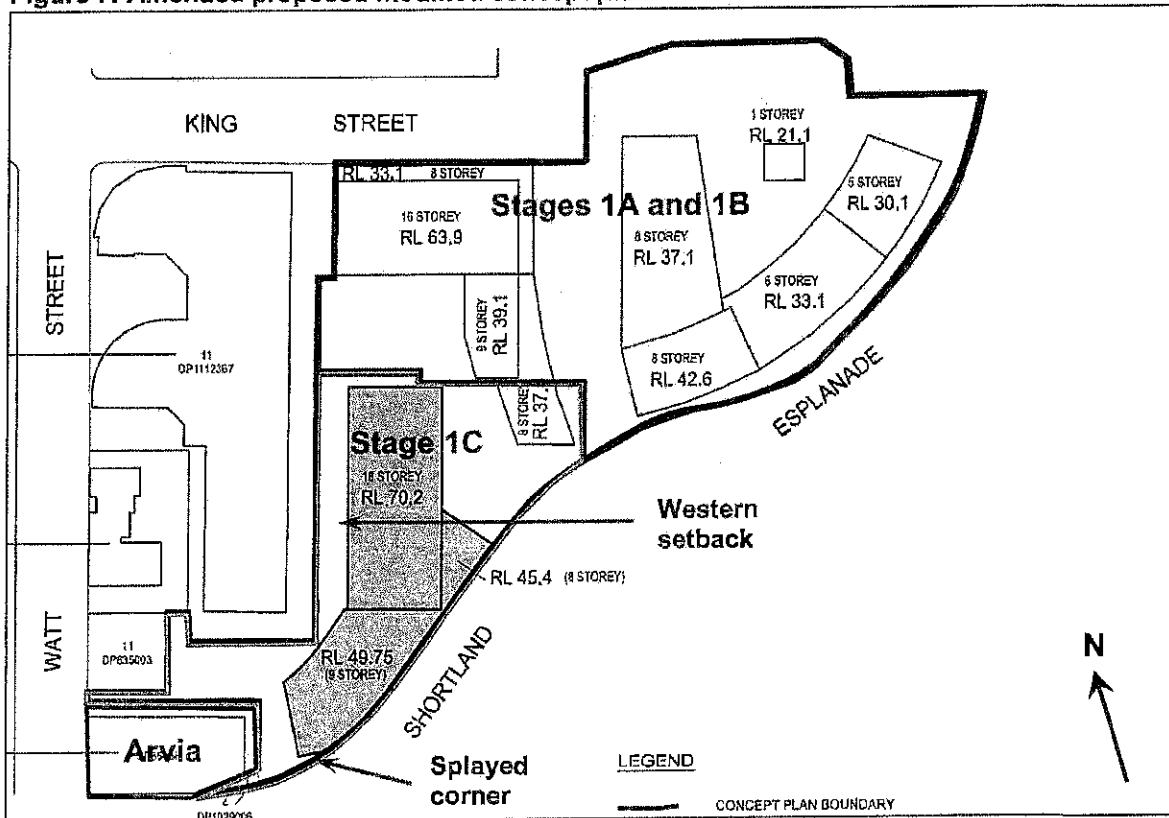 KING STREET
1 STOREY
RL 21.1
RL 33.1 8 STOREY
Stages 1A and 1B
5 STOREY
RL 30.1
16 STOREY
RL 63.9
8 STOREY
RL 37.1
6 STOREY
RL 33.1
STREET
9 STOREY
RL 39.1
11
DP1112367
8 STOREY
RL 42.6
ESPLANADE
8 STOREY
RL 37.
Stage 1C
RL 70.2
Western
setback
RL 45.4 (8 STOREY)
WATT
11
RL 49.75
(9 STOREY)
SHORTLAND
N
Arvia
Splayed
corner
LEGEND
CONCEPT PLAN BOUNDARY